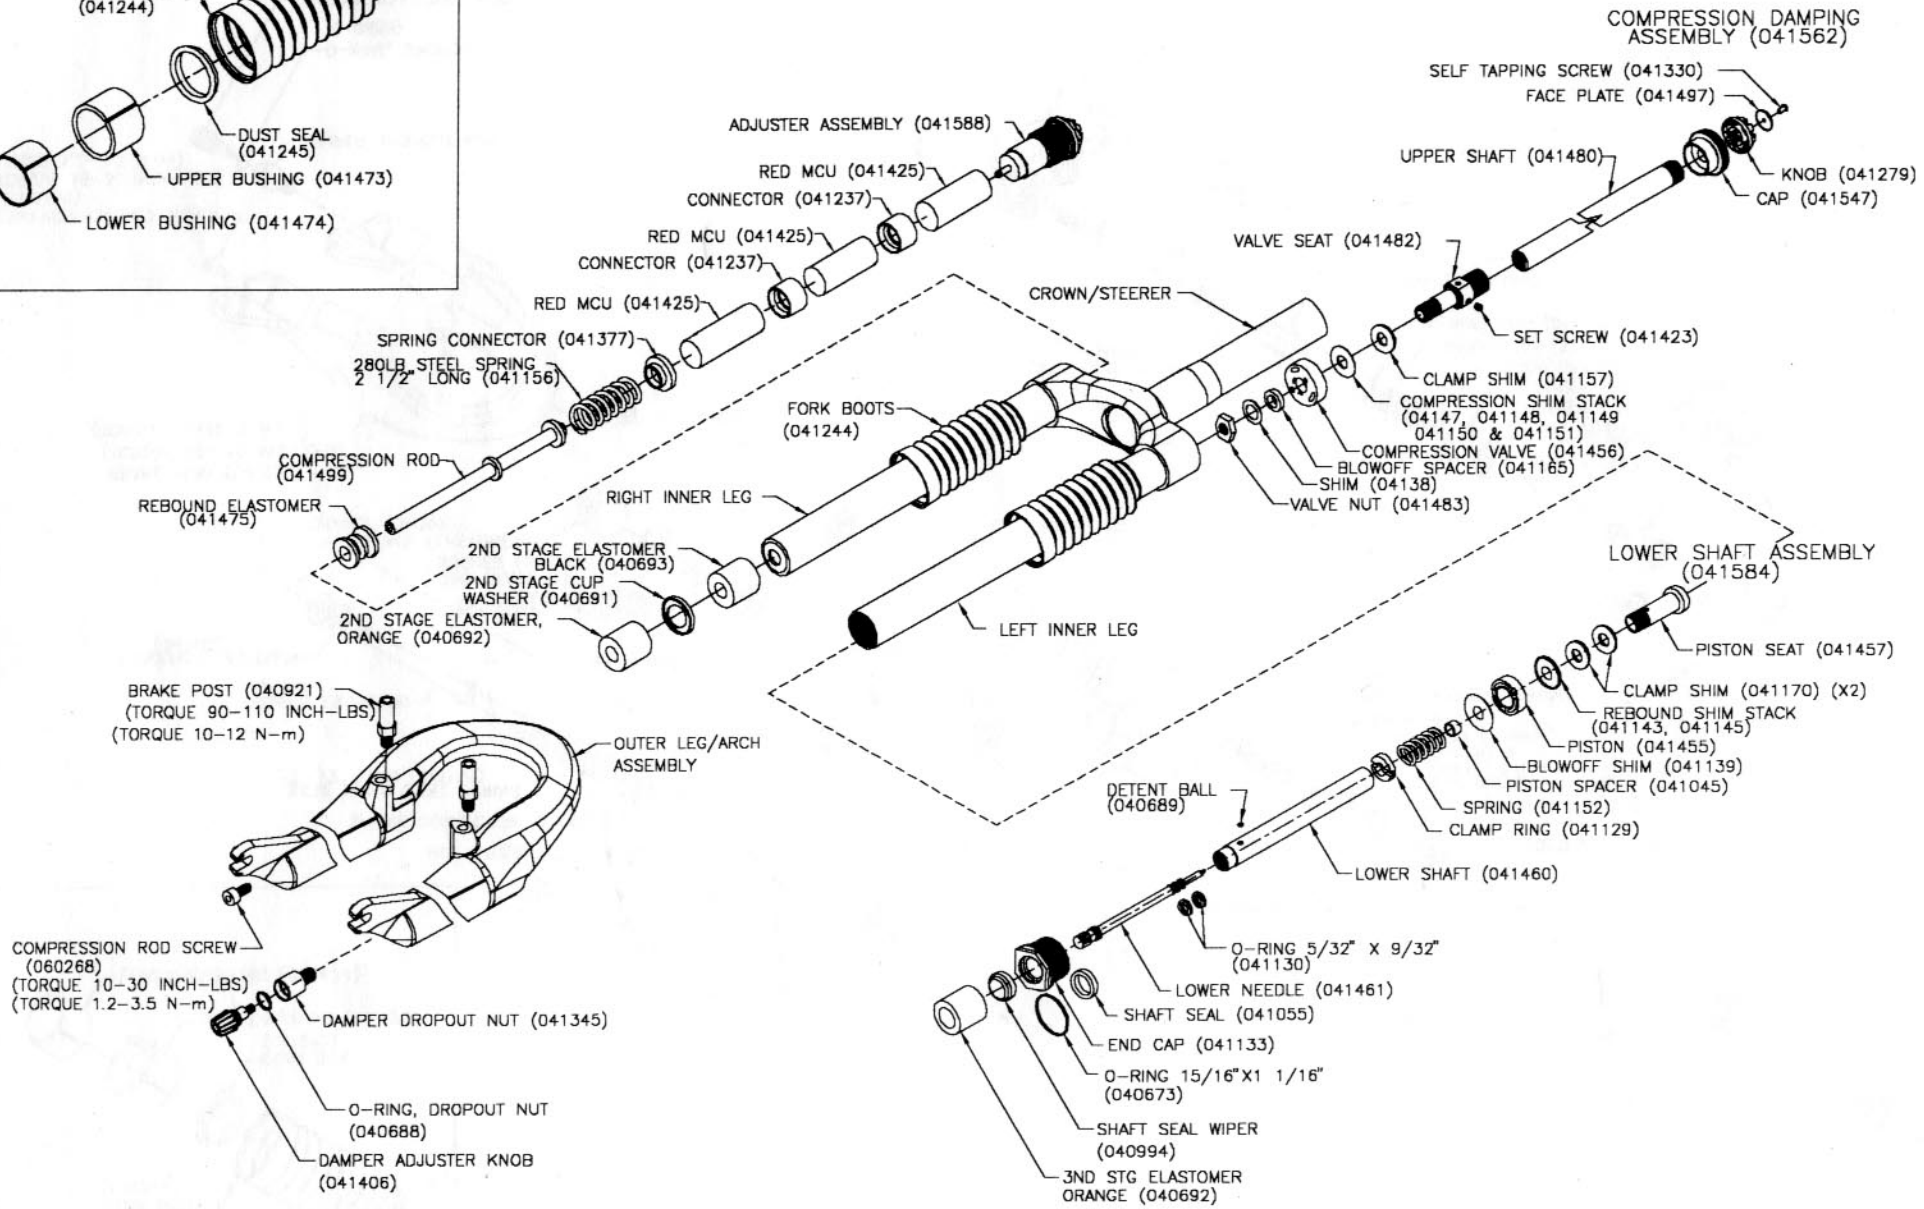 (041244)
DUST SEAL
(041245)
UPPER BUSHING (041473)
LOWER BUSHING (041474)
COMPRESSION DAMPING
ASSEMBLY (041562)
SELF TAPPING SCREW (041330)
FACE PLATE (041497)
UPPER SHAFT (041480)
KNOB (041279)
CAP (041547)
VALVE SEAT (041482)
SET SCREW (041423)
CLAMP SHIM (041157)
COMPRESSION SHIM STACK
(04147, 041148, 041149
041150 & 041151)
COMPRESSION VALVE (041456)
BLOWOFF SPACER (041165)
SHIM (04138)
VALVE NUT (041483)
ADJUSTER ASSEMBLY (041588)
RED MCU (041425)
CONNECTOR (041237)
RED MCU (041425)
CONNECTOR (041237)
RED MCU (041425)
SPRING CONNECTOR (041377)
280LB STEEL SPRING
2 1/2" LONG (041156)
COMPRESSION ROD
(041499)
REBOUND ELASTOMER
(041475)
CROWN/STEERER
FORK BOOTS
(041244)
RIGHT INNER LEG
2ND STAGE ELASTOMER
BLACK (040693)
2ND STAGE CUP
WASHER (040691)
2ND STAGE ELASTOMER,
ORANGE (040692)
LEFT INNER LEG
LOWER SHAFT ASSEMBLY
(041584)
PISTON SEAT (041457)
CLAMP SHIM (041170) (X2)
REBOUND SHIM STACK
(041143, 041145)
PISTON (041455)
BLOWOFF SHIM (041139)
PISTON SPACER (041045)
SPRING (041152)
CLAMP RING (041129)
DETENT BALL
(040689)
LOWER SHAFT (041460)
O-RING 5/32" X 9/32"
(041130)
LOWER NEEDLE (041461)
SHAFT SEAL (041055)
END CAP (041133)
O-RING 15/16"X1 1/16"
(040673)
SHAFT SEAL WIPER
(040994)
3ND STG ELASTOMER
ORANGE (040692)
BRAKE POST (040921)
(TORQUE 90-110 INCH-LBS)
(TORQUE 10-12 N-m)
OUTER LEG/ARCH
ASSEMBLY
COMPRESSION ROD SCREW
(060268)
(TORQUE 10-30 INCH-LBS)
(TORQUE 1.2-3.5 N-m)
DAMPER DROPOUT NUT (041345)
O-RING, DROPOUT NUT
(040688)
DAMPER ADJUSTER KNOB
(041406)